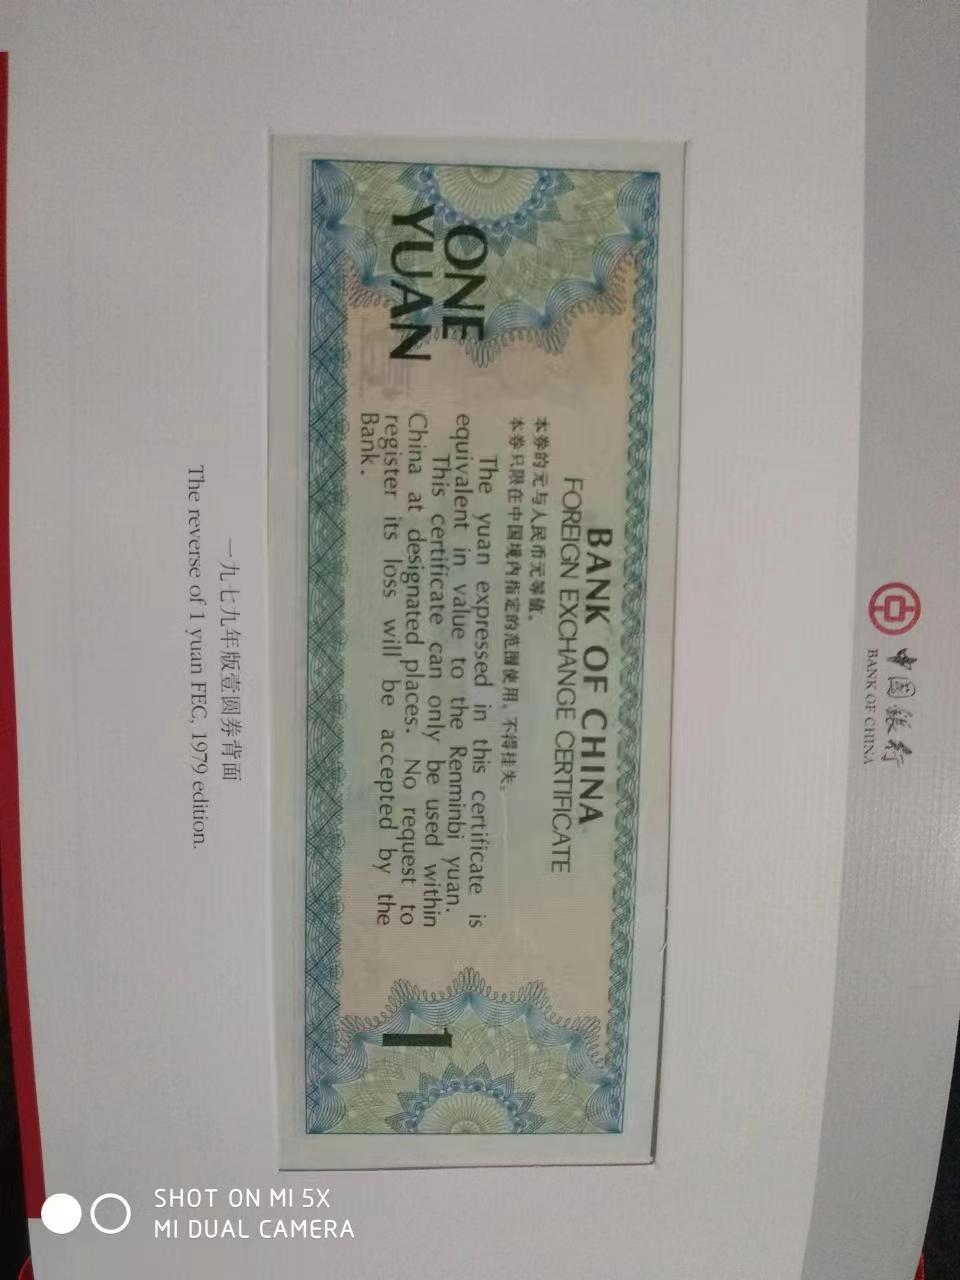 中國銀行
BANK OF CHINA
BANK OF CHINA
FOREIGN EXCHANGE CERTIFICATE
本券的元与人民币元等值。
本券只限在中国境内指定的范围使用。不得挂失。
The yuan expressed in this certificate is
equivalent in value to the Renminbi yuan.
This certificate can only be used within
China at designated places. No request to
register its loss will be accepted by the
Bank.
ONE
YUAN
1
一九七九年版壹圆券背面
The reverse of 1 yuan FEC, 1979 edition.
SHOT ON MI 5X
MI DUAL CAMERA